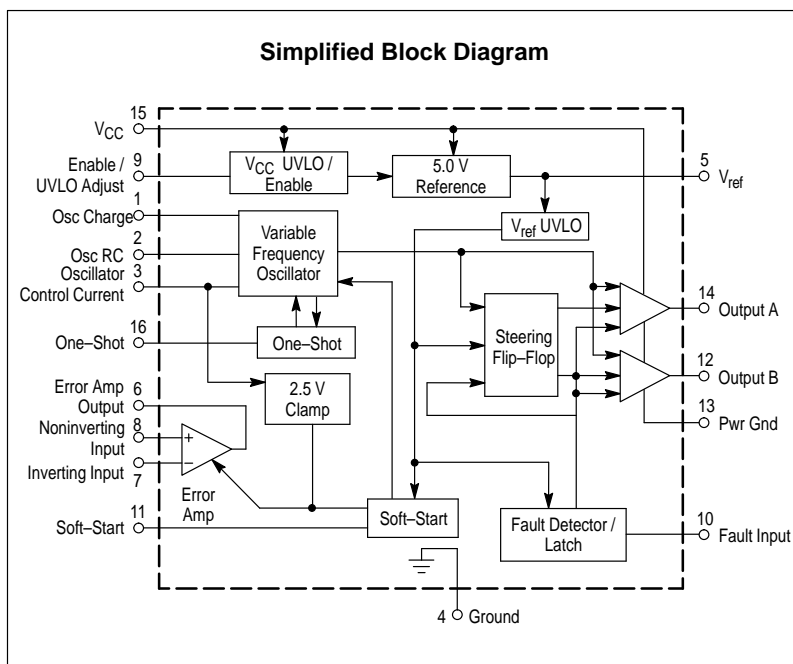 Simplified Block Diagram
15
VCC
Enable /
UVLO Adjust
9
1
Osc Charge
2
Osc RC
Oscillator
Control Current
3
16
One–Shot
Error Amp
Output
6
Noninverting
Input
8
Inverting Input
7
11
Soft–Start
VCC UVLO /
Enable
5.0 V
Reference
5
Vref
Vref UVLO
Variable
Frequency
Oscillator
One–Shot
2.5 V
Clamp
+
–
Error
Amp
Soft–Start
Steering
Flip–Flop
14
Output A
12
Output B
13
Pwr Gnd
Fault Detector /
Latch
10
Fault Input
4
Ground